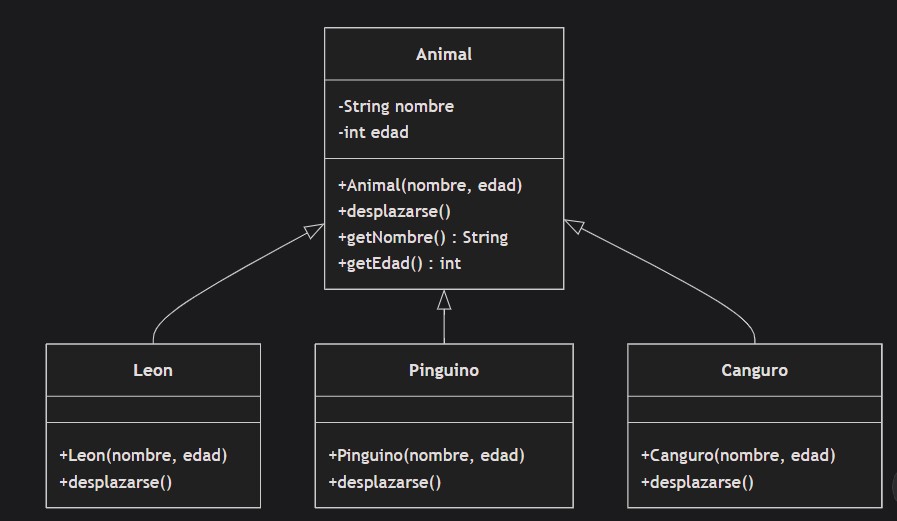 Animal
-String nombre
-int edad
+Animal(nombre, edad)
+desplazarse()
+getNombre() : String
+getEdad() : int
Leon
+Leon(nombre, edad)
+desplazarse()
Pinguino
+Pinguino(nombre, edad)
+desplazarse()
Canguro
+Canguro(nombre, edad)
+desplazarse()